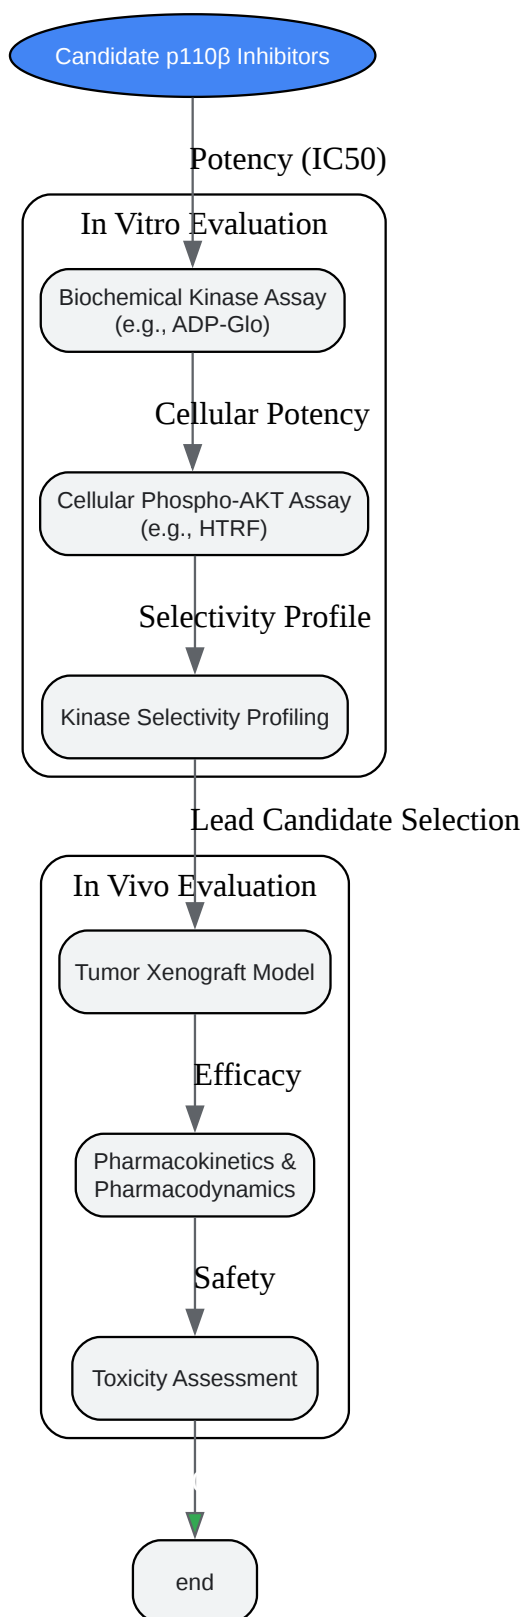 Candidate p110β Inhibitors
Potency (IC50)
In Vitro Evaluation
Biochemical Kinase Assay
(e.g., ADP-Glo)
Cellular Potency
Cellular Phospho-AKT Assay
(e.g., HTRF)
Selectivity Profile
Kinase Selectivity Profiling
Lead Candidate Selection
In Vivo Evaluation
Tumor Xenograft Model
Efficacy
Pharmacokinetics &
Pharmacodynamics
Safety
Toxicity Assessment
end